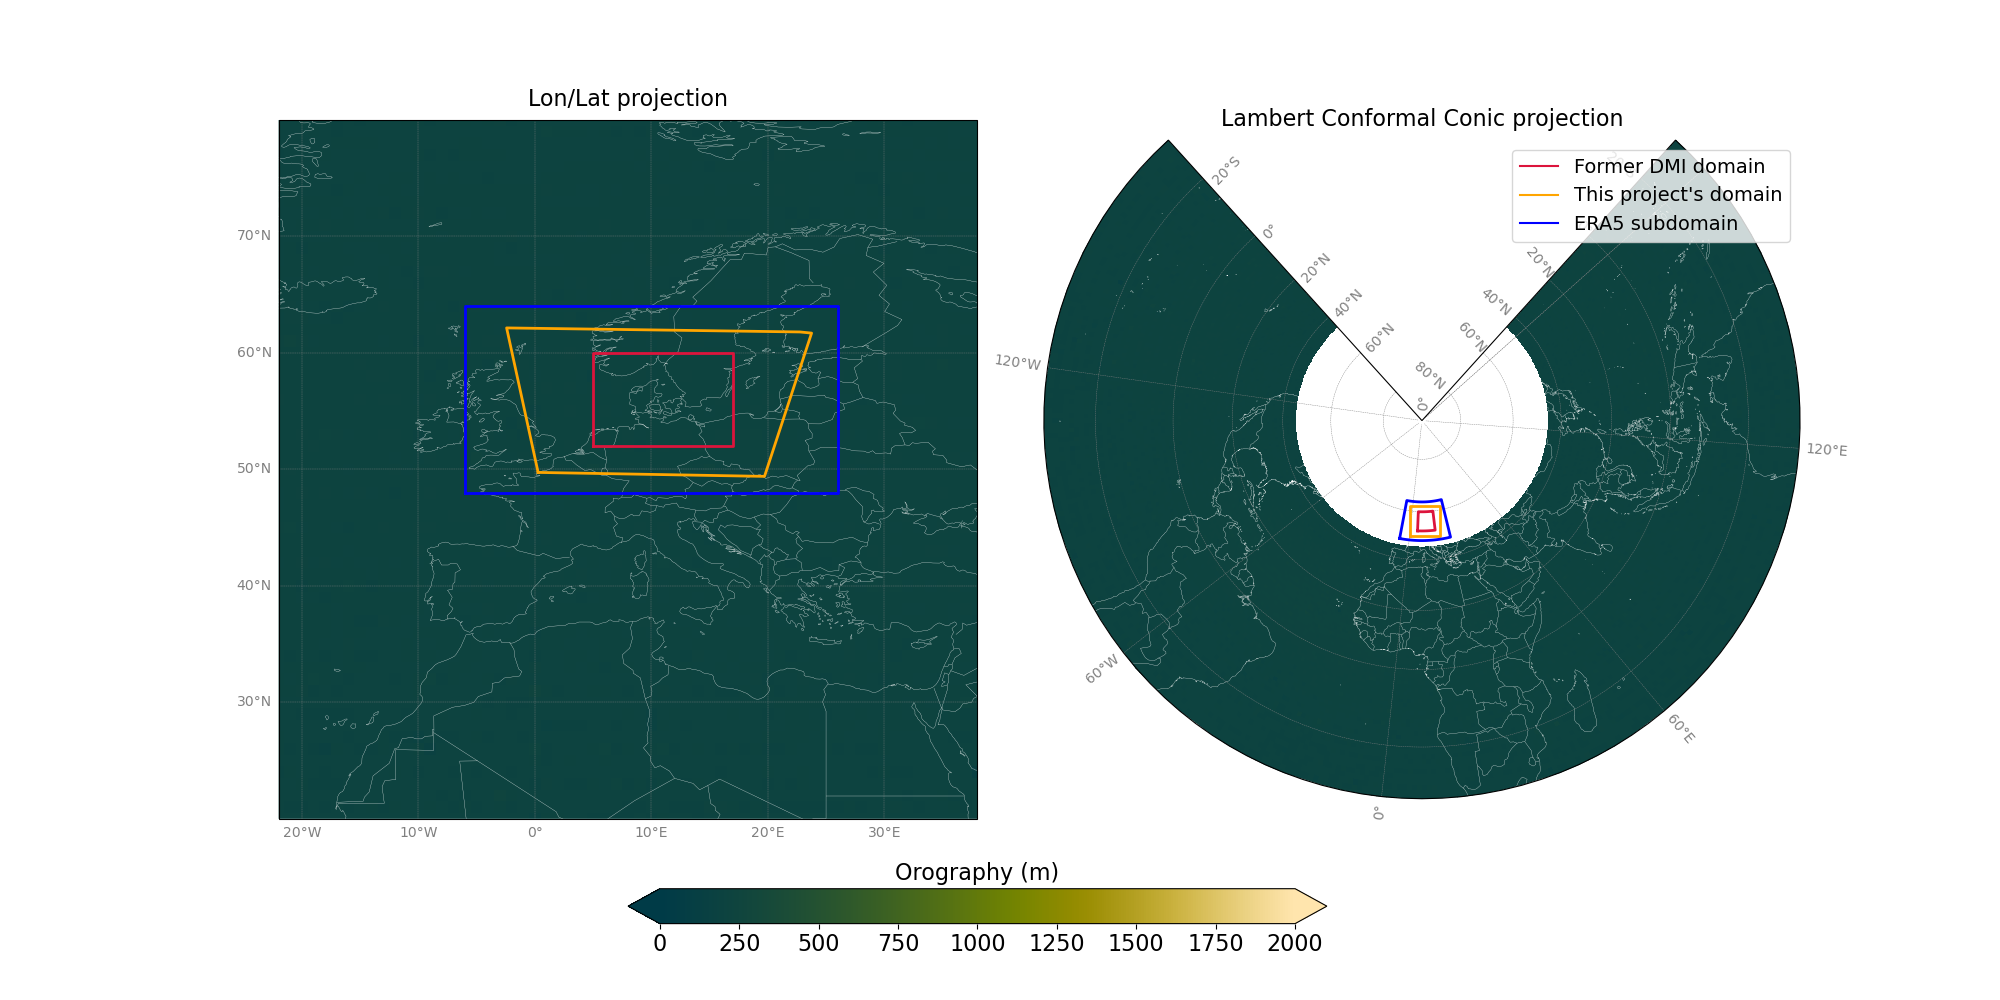 Lon/Lat projection
70°N
60°N
50°N
40°N
30°N
20°W
10°W
0°
10°E
20°E
30°E
Lambert Conformal Conic projection
Former DMI domain
This project's domain
ERA5 subdomain
20°S
0°
20°N
40°N
60°N
80°N
0°
20°N
40°N
60°N
120°W
120°E
60°W
60°E
0°
Orography (m)
0 250 500 750 1000 1250 1500 1750 2000